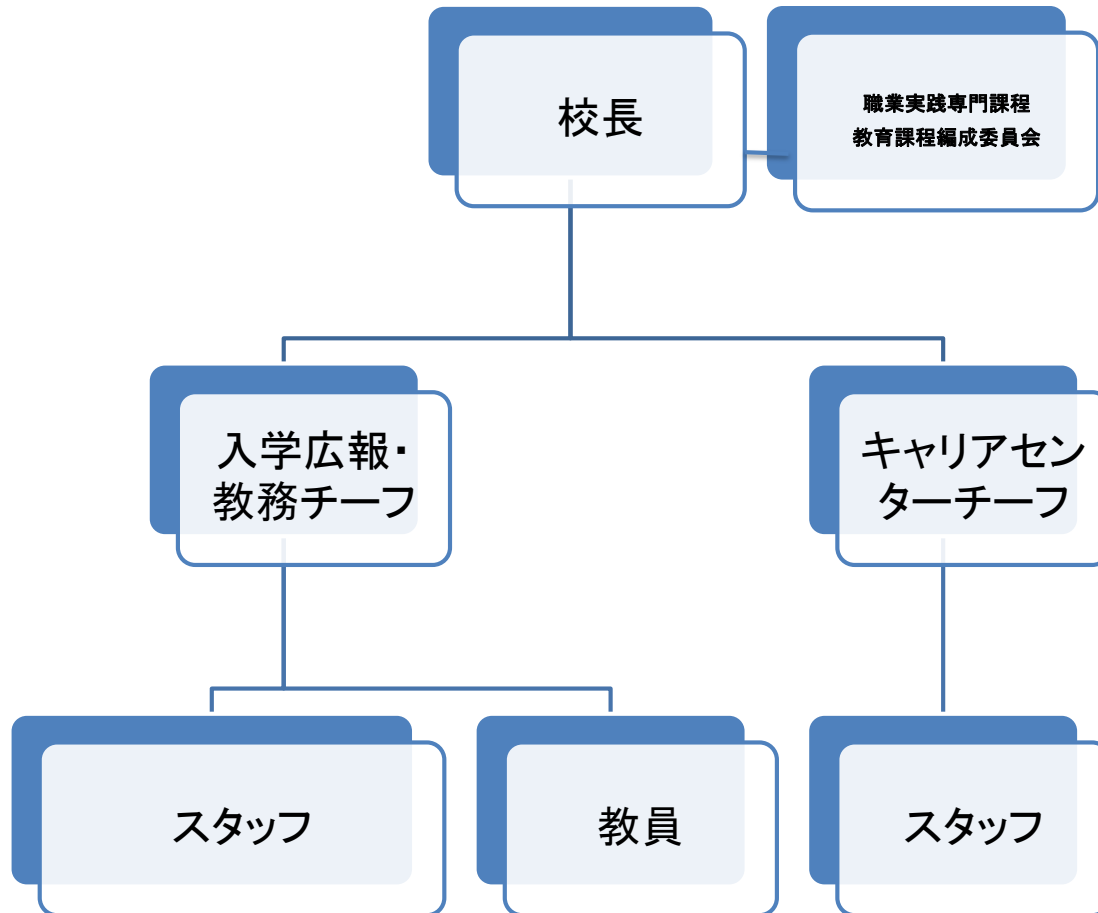 校長
職業実践専門課程
教育課程編成委員会
入学広報・
教務チーフ
キャリアセン
ターチーフ
スタッフ
教員
スタッフ